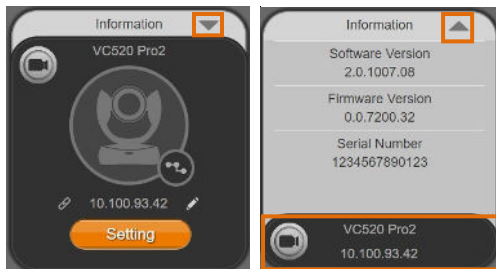 Information
VC520 Pro2
10.100.93.42
Setting
Information
Software Version
2.0.1007.08
Firmware Version
0.0.7200.32
Serial Number
1234567890123
VC520 Pro2
10.100.93.42